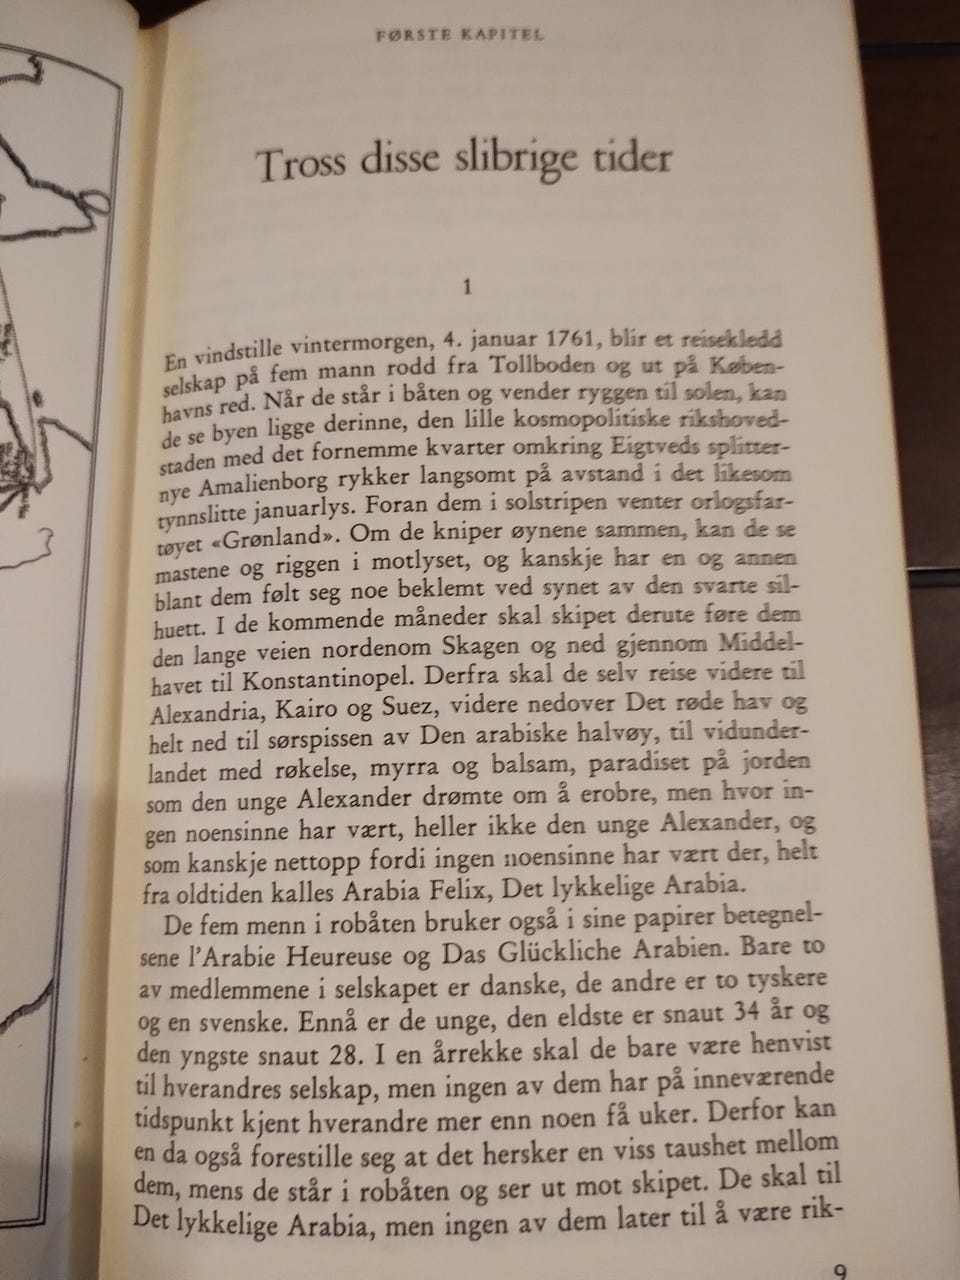 FØRSTE KAPITEL
Tross disse slibrige tider
1
En vindstille vintermorgen, 4. januar 1761, blir et reisekledd
selskap på fem mann rodd fra Tollboden og ut på Køben-
havns red. Når de står i båten og vender ryggen til solen, kan
de se byen ligge derinne, den lille kosmopolitiske rikshoved-
staden med det fornemme kvarter omkring Eigtveds splitter-
nye Amalienborg rykker langsomt på avstand i det likesom
tynnslitte januarlys. Foran dem i solstripen venter orlogsfar-
tøyet «Grønland». Om de kniper øynene sammen, kan de se
mastene og riggen i motlyset, og kanskje har en og annen
blant dem følt seg noe beklemt ved synet av den svarte sil-
huett. I de kommende måneder skal skipet derute føre dem
den lange veien nordenom Skagen og ned gjennom Middel-
havet til Konstantinopel. Derfra skal de selv reise videre til
Alexandria, Kairo og Suez, videre nedover Det røde hav og
helt ned til sørspissen av Den arabiske halvøy, til vidunder-
landet med røkelse, myrra og balsam, paradiset på jorden
som den unge Alexander drømte om å erobre, men hvor in-
gen noensinne har vært, heller ikke den unge Alexander, og
som kanskje nettopp fordi ingen noensinne har vært der, helt
fra oldtiden kalles Arabia Felix, Det lykkelige Arabia.
De fem menn i robåten bruker også i sine papirer betegnel-
sene l'Arabie Heureuse og Das Glückliche Arabien. Bare to
av medlemmene i selskapet er danske, de andre er to tyskere
og en svenske. Ennå er de unge, den eldste er snaut 34 år og
den yngste snaut 28. I en årrekke skal de bare være henvist
til hverandres selskap, men ingen av dem har på inneværende
tidspunkt kjent hverandre mer enn noen få uker. Derfor kan
en da også forestille seg at det hersker en viss taushet mellom
dem, mens de står i robåten og ser ut mot skipet. De skal til
Det lykkelige Arabia, men ingen av dem later til å være rik-
9